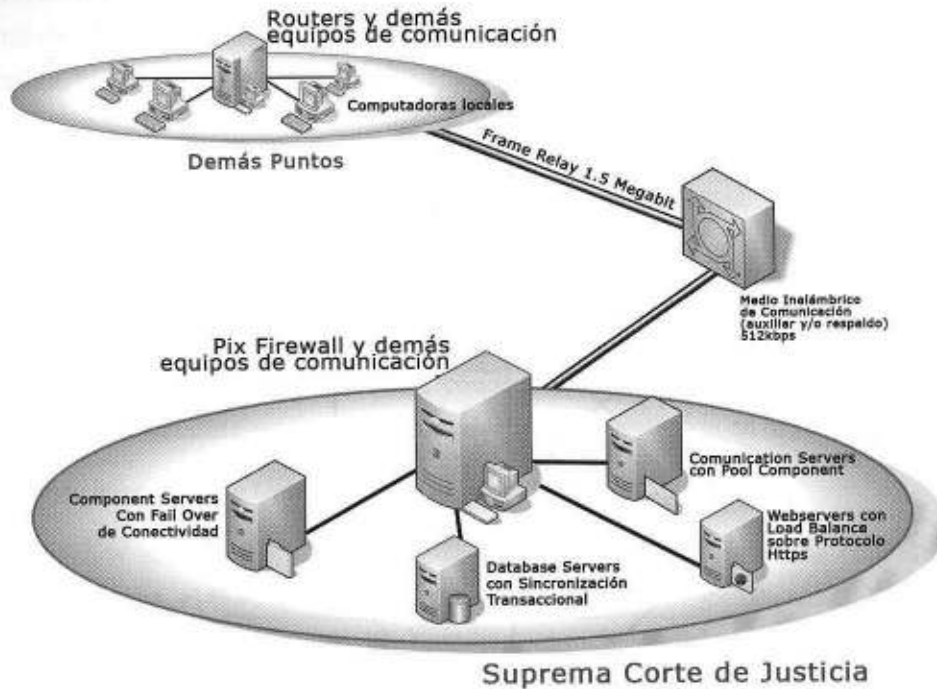 Routers y demás
equipos de comunicación
Computadoras locales
Demás Puntos
Frame Relay 1.5 Megabit
Medio Inalámbrico
de Comunicación
(auxiliar y/o respaldo)
512kbps
Pix Firewall y demás
equipos de comunicación
Comunication Servers
con Pool Component
Component Servers
Con Fail Over
de Conectividad
Webservers con
Load Balance
sobre Protocolo
Https
Database Servers
con Sincronización
Transaccional
Suprema Corte de Justicia